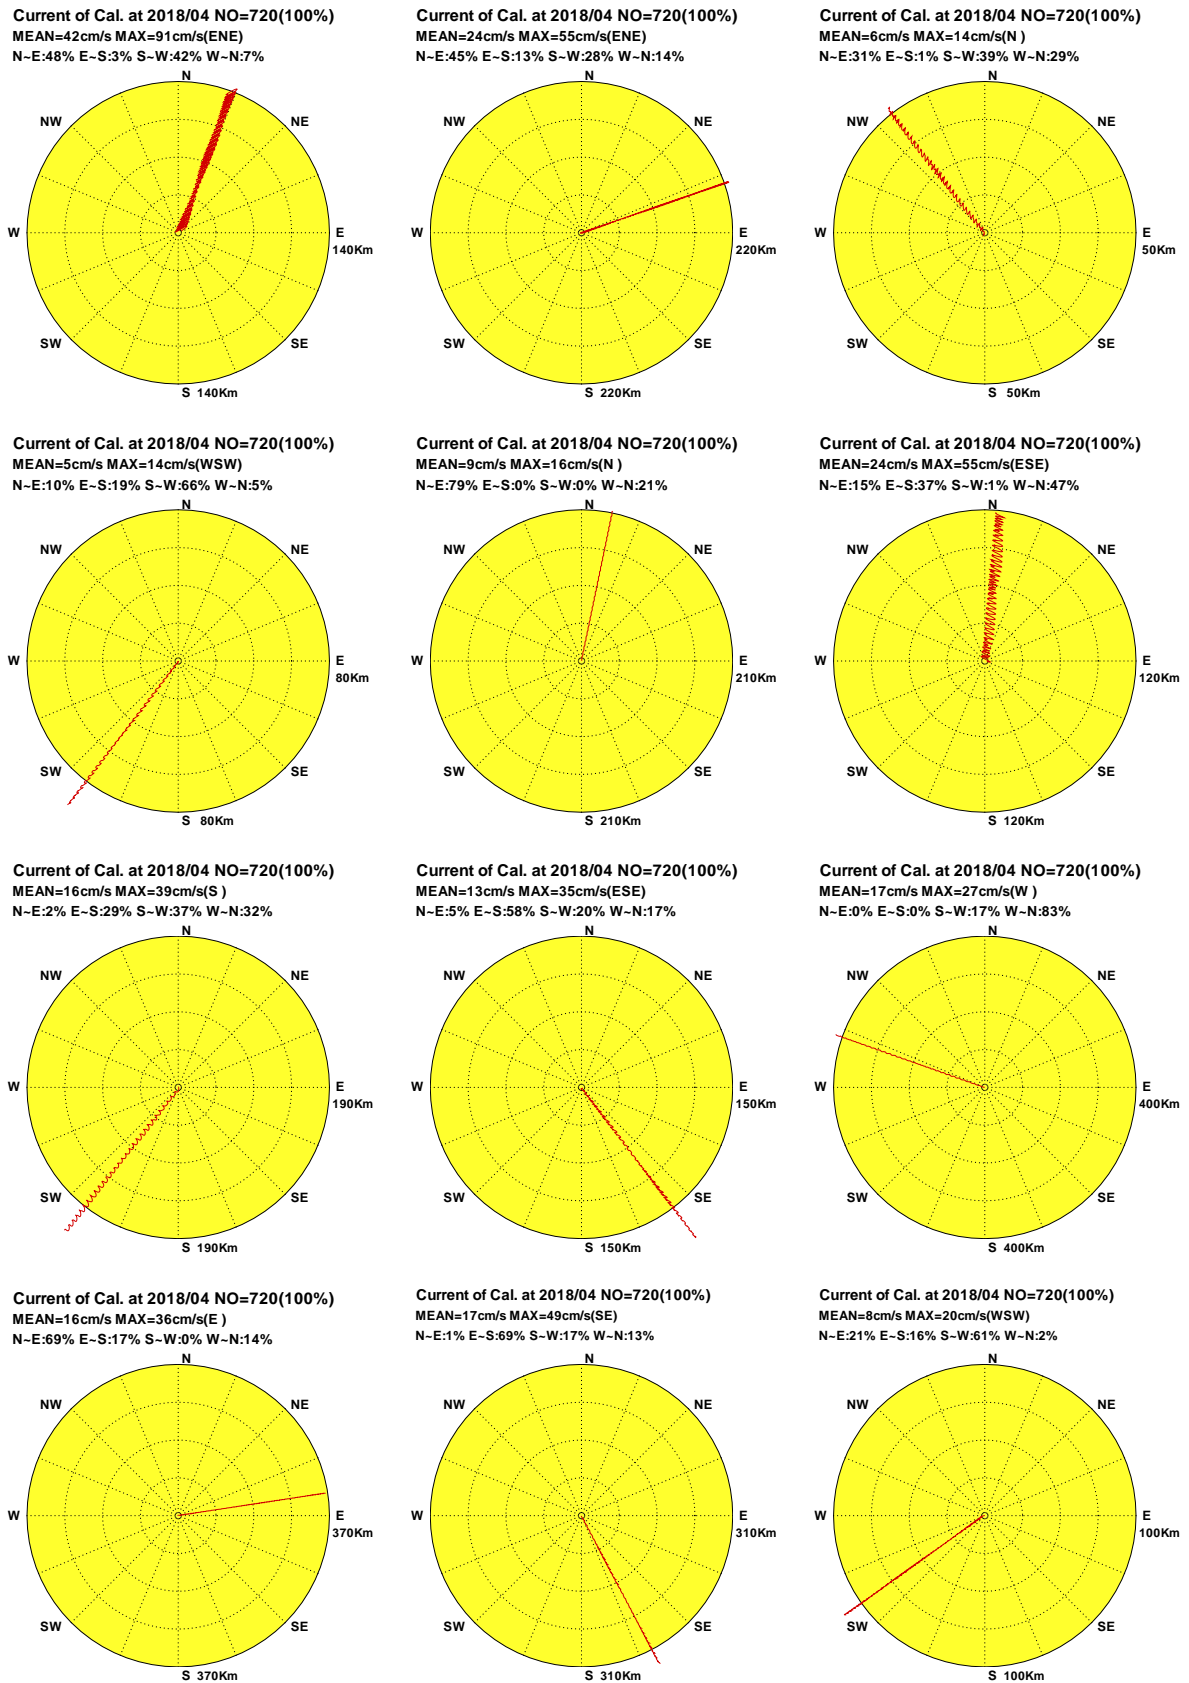 Current of Cal. at 2018/04 NO=720(100%)
MEAN=42cm/s MAX=91cm/s(ENE)
N~E:48% E~S:3% S~W:42% W~N:7%
N
NW
NE
W
E
140Km
SW
SE
S 140Km
Current of Cal. at 2018/04 NO=720(100%)
MEAN=24cm/s MAX=55cm/s(ENE)
N~E:45% E~S:13% S~W:28% W~N:14%
N
NW
NE
W
E
220Km
SW
SE
S 220Km
Current of Cal. at 2018/04 NO=720(100%)
MEAN=6cm/s MAX=14cm/s(N )
N~E:31% E~S:1% S~W:39% W~N:29%
N
NW
NE
W
E
50Km
SW
SE
S 50Km
Current of Cal. at 2018/04 NO=720(100%)
MEAN=5cm/s MAX=14cm/s(WSW)
N~E:10% E~S:19% S~W:66% W~N:5%
N
NW
NE
W
E
80Km
SW
SE
S 80Km
Current of Cal. at 2018/04 NO=720(100%)
MEAN=9cm/s MAX=16cm/s(N )
N~E:79% E~S:0% S~W:0% W~N:21%
N
NW
NE
W
E
210Km
SW
SE
S 210Km
Current of Cal. at 2018/04 NO=720(100%)
MEAN=24cm/s MAX=55cm/s(ESE)
N~E:15% E~S:37% S~W:1% W~N:47%
N
NW
NE
W
E
120Km
SW
SE
S 120Km
Current of Cal. at 2018/04 NO=720(100%)
MEAN=16cm/s MAX=39cm/s(S )
N~E:2% E~S:29% S~W:37% W~N:32%
N
NW
NE
W
E
190Km
SW
SE
S 190Km
Current of Cal. at 2018/04 NO=720(100%)
MEAN=13cm/s MAX=35cm/s(ESE)
N~E:5% E~S:58% S~W:20% W~N:17%
N
NW
NE
W
E
150Km
SW
SE
S 150Km
Current of Cal. at 2018/04 NO=720(100%)
MEAN=17cm/s MAX=27cm/s(W )
N~E:0% E~S:0% S~W:17% W~N:83%
N
NW
NE
W
E
400Km
SW
SE
S 400Km
Current of Cal. at 2018/04 NO=720(100%)
MEAN=16cm/s MAX=36cm/s(E )
N~E:69% E~S:17% S~W:0% W~N:14%
N
NW
NE
W
E
370Km
SW
SE
S 370Km
Current of Cal. at 2018/04 NO=720(100%)
MEAN=17cm/s MAX=49cm/s(SE)
N~E:1% E~S:69% S~W:17% W~N:13%
N
NW
NE
W
E
310Km
SW
SE
S 310Km
Current of Cal. at 2018/04 NO=720(100%)
MEAN=8cm/s MAX=20cm/s(WSW)
N~E:21% E~S:16% S~W:61% W~N:2%
N
NW
NE
W
E
100Km
SW
SE
S 100Km